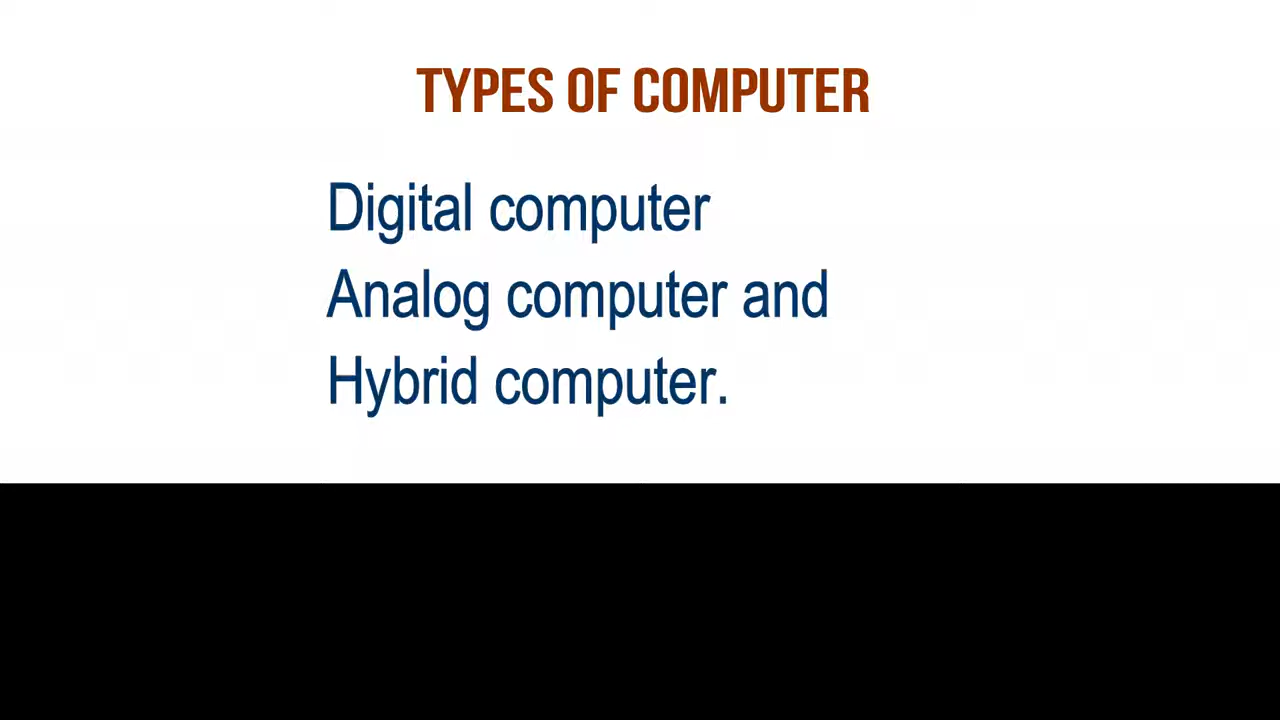 TYPES OF COMPUTER
Digital computer
Analog computer and
Hybrid computer.